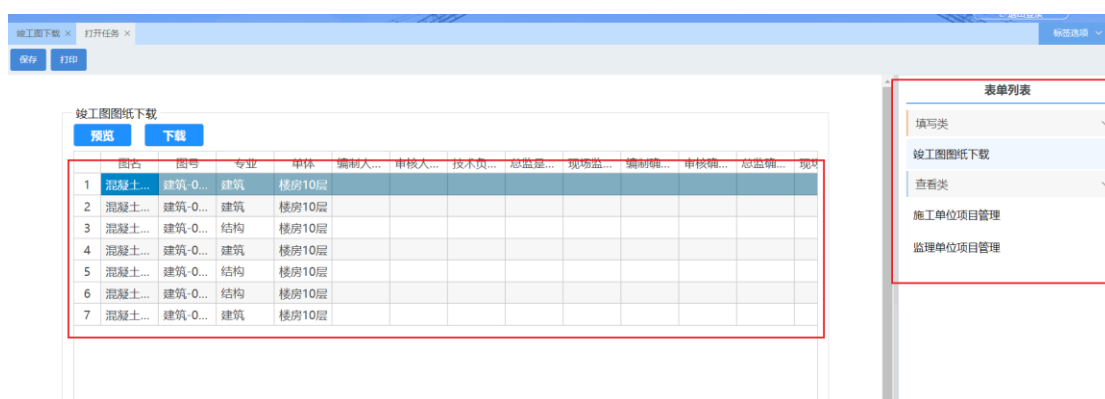 竣工图下载 × 打开任务 × 标签选项
保存 打印
表单列表
竣工图图纸下载
预览 下载
图名 图号 专业 单体 编制人... 审核人... 技术负... 总监是... 现场监... 编制确... 审核确... 总监确... 现场
1 混凝土... 建筑-0... 建筑 楼房10层
2 混凝土... 建筑-0... 建筑 楼房10层
3 混凝土... 建筑-0... 结构 楼房10层
4 混凝土... 建筑-0... 建筑 楼房10层
5 混凝土... 建筑-0... 结构 楼房10层
6 混凝土... 建筑-0... 结构 楼房10层
7 混凝土... 建筑-0... 建筑 楼房10层
填写类
竣工图图纸下载
查看类
施工单位项目管理
监理单位项目管理